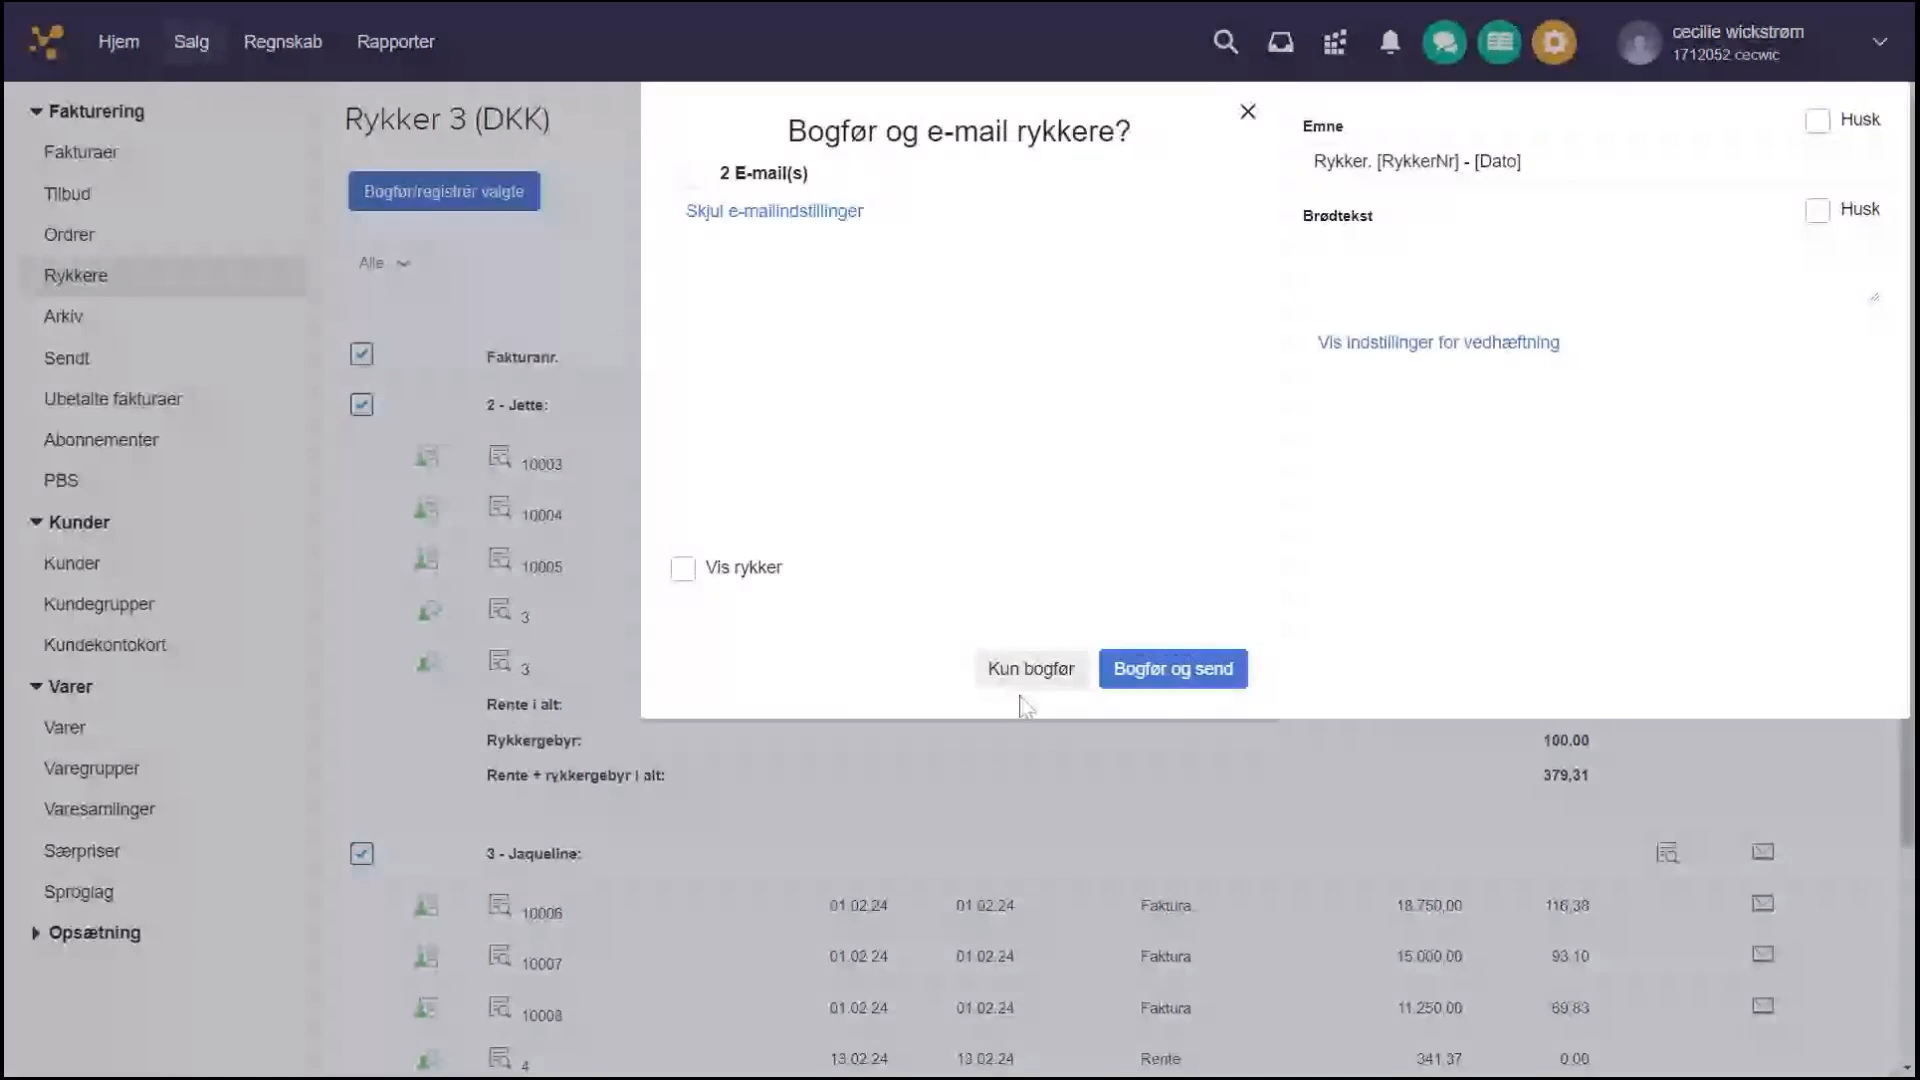 Hjem Salg Regnskab Rapporter
cecilie wickstrøm
1712052 cecwic
Fakturering
Fakturaer
Tilbud
Ordrer
Rykkere
Arkiv
Sendt
Ubetalte fakturaer
Abonnementer
PBS
Kunder
Kunder
Kundegrupper
Kundekontokort
Varer
Varer
Varegrupper
Varesamlinger
Særpriser
Sproglag
Opsætning
Rykker 3 (DKK)
Bogfør/registrér valgte
Alle
Bogfør og e-mail rykkere?
2 E-mail(s)
Skjul e-mailindstillinger
Vis rykker
Kun bogfør Bogfør og send
Emne
Husk
Rykker. [RykkerNr] - [Dato]
Brødtekst
Husk
Vis indstillinger for vedhæftning
Fakturanr.
2 - Jette:
10003
10004
10005
3
3
Rente i alt:
Rykkergebyr: 100,00
Rente + rykkergebyr i alt: 379,31
3 - Jaqueline:
10006 01.02.24 01.02.24 Faktura 18.750,00 116,38
10007 01.02.24 01.02.24 Faktura 15.000,00 93,10
10008 01.02.24 01.02.24 Faktura 11.250,00 69,83
4 13.02.24 13.02.24 Rente 341,37 0,00